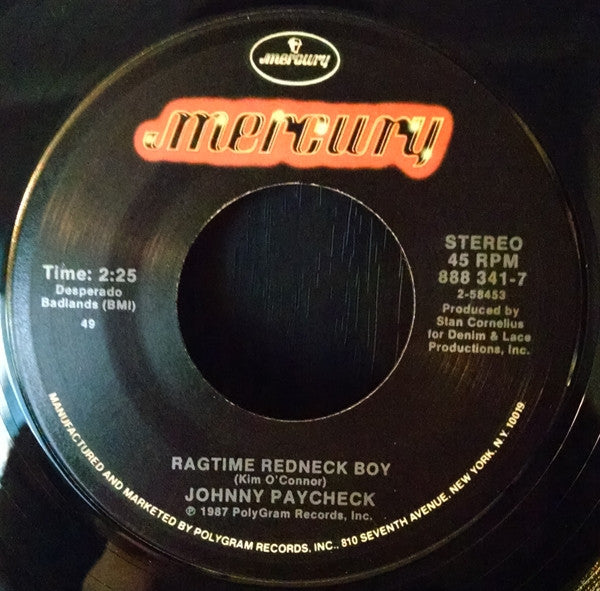 mercury
mercury
Time: 2:25
Desperado
Badlands (BMI)
49
STEREO
45 RPM
888 341-7
2-58453
Produced by
Stan Cornelius
for Denim & Lace
Productions, Inc.
RAGTIME REDNECK BOY
(Kim O'Connor)
JOHNNY PAYCHECK
℗ 1987 PolyGram Records, Inc.
MANUFACTURED AND MARKETED BY POLYGRAM RECORDS, INC., 810 SEVENTH AVENUE, NEW YORK, N.Y. 10019